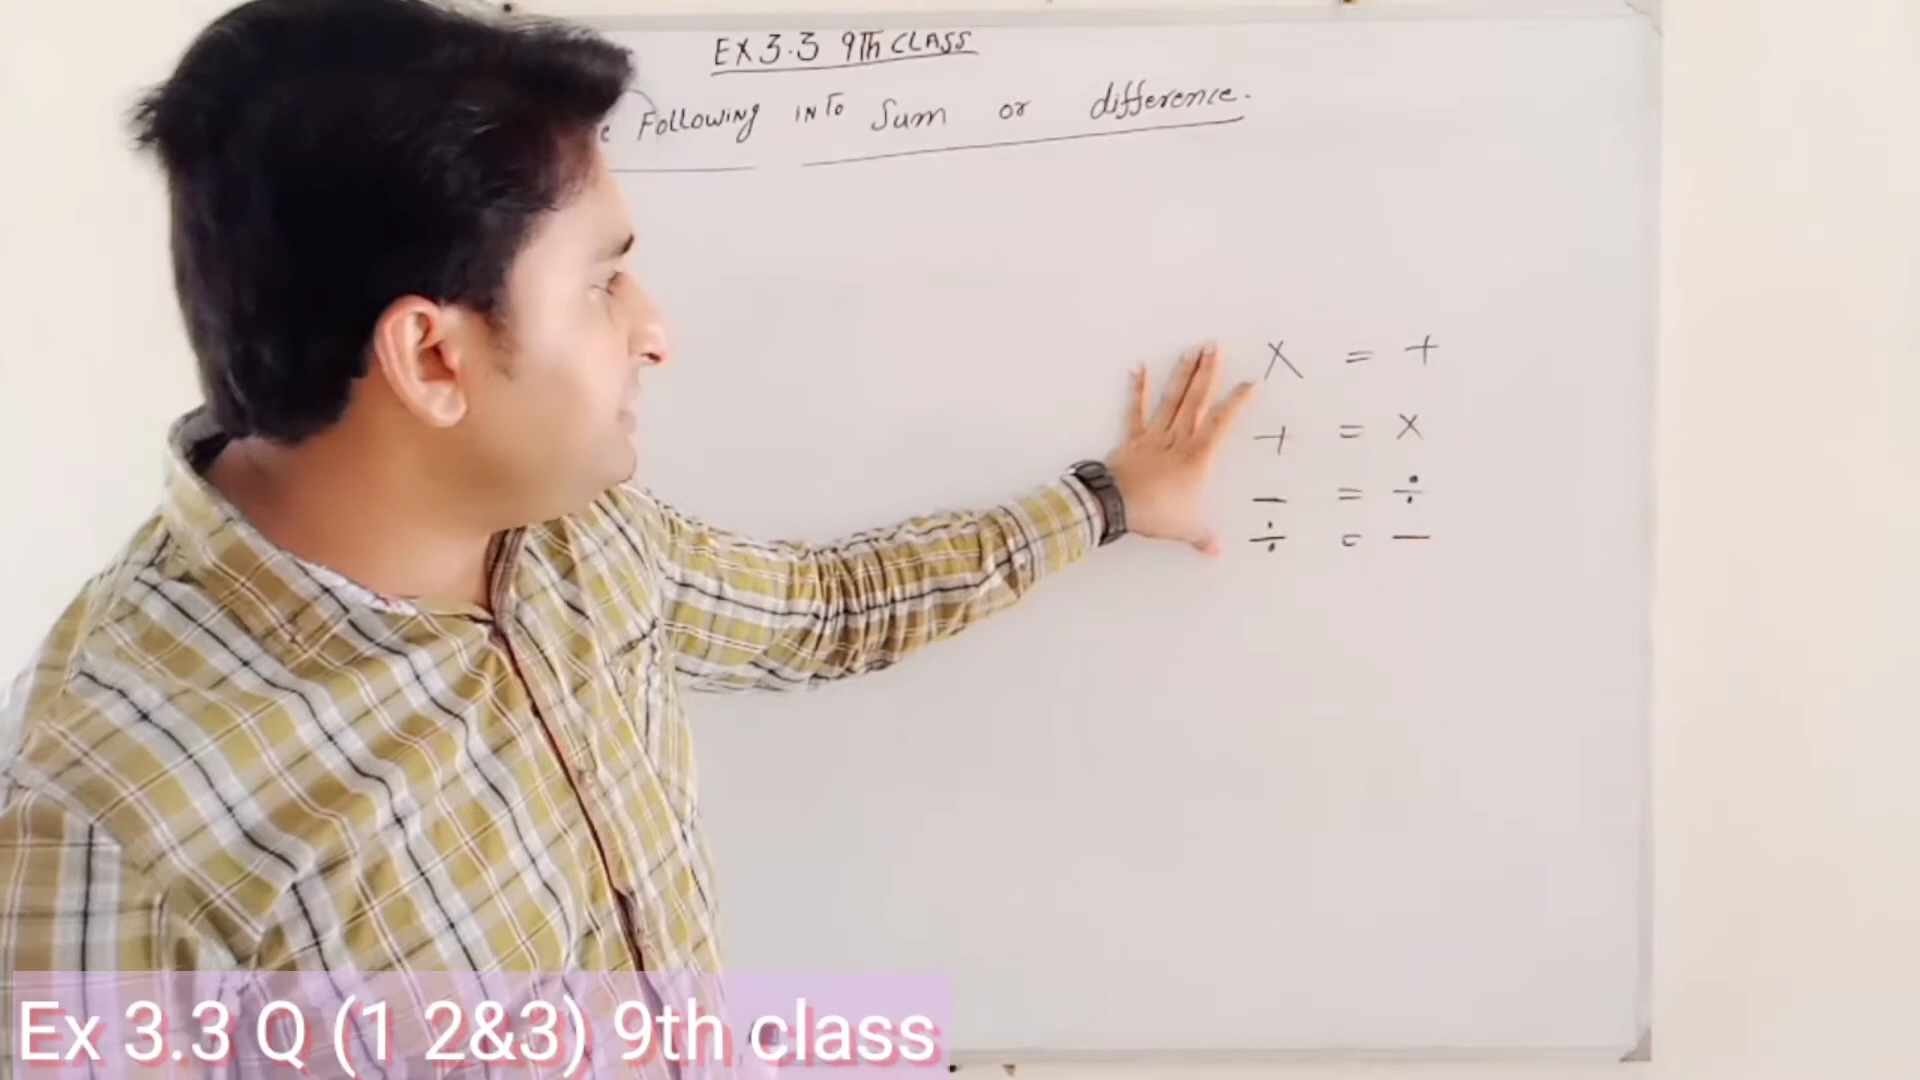 EX 3.3 9Th CLASS
Following INTO Sum or difference.
× = +
+ = ×
− = ÷
÷ = −
Ex 3.3 Q (1 2&3) 9th class